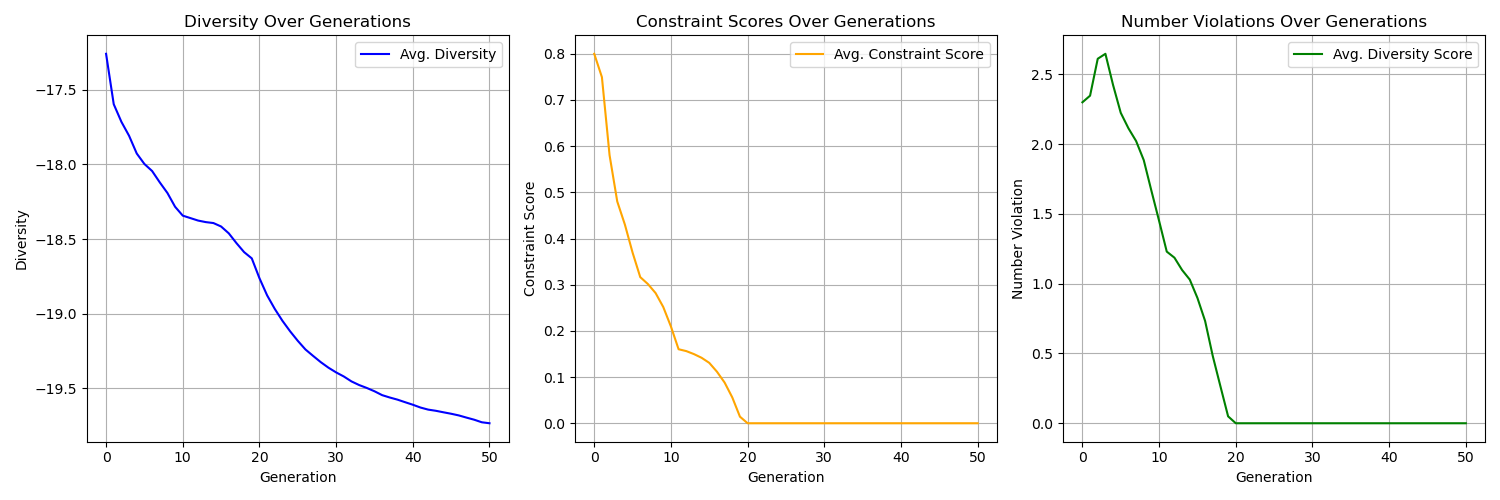 Diversity Over Generations
Avg. Diversity
−17.5
−18.0
−18.5
−19.0
−19.5
Diversity
0 10 20 30 40 50
Generation
Constraint Scores Over Generations
Avg. Constraint Score
0.8
0.7
0.6
0.5
0.4
0.3
0.2
0.1
0.0
Constraint Score
0 10 20 30 40 50
Generation
Number Violations Over Generations
Avg. Diversity Score
2.5
2.0
1.5
1.0
0.5
0.0
Number Violation
0 10 20 30 40 50
Generation